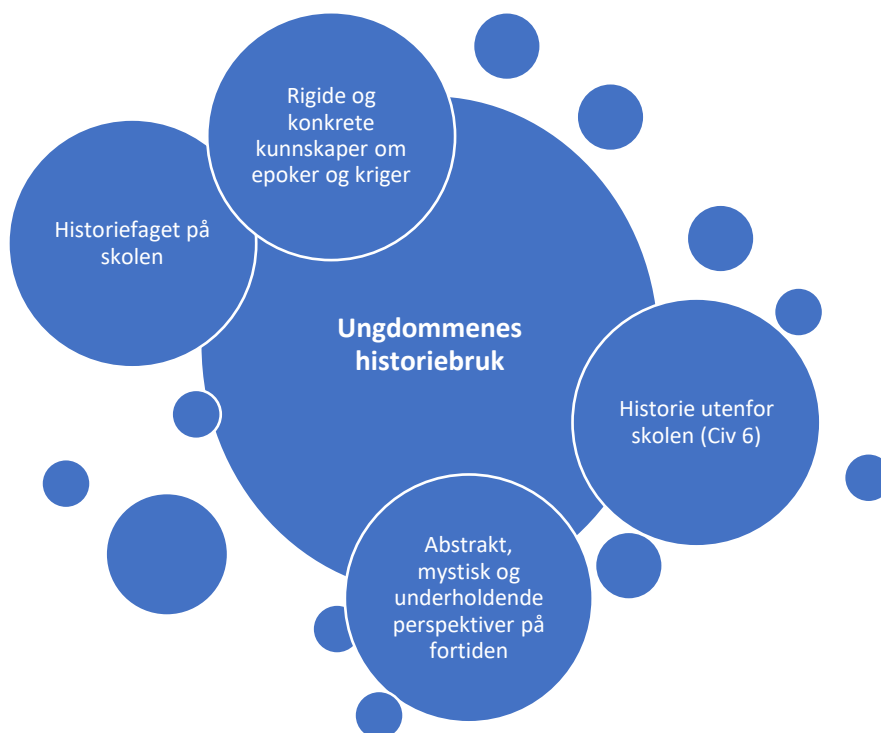 Rigide og
konkrete
kunnskaper om
epoker og kriger
Historiefaget på
skolen
Ungdommenes
historiebruk
Historie utenfor
skolen (Civ 6)
Abstrakt,
mystisk og
underholdende
perspektiver på
fortiden